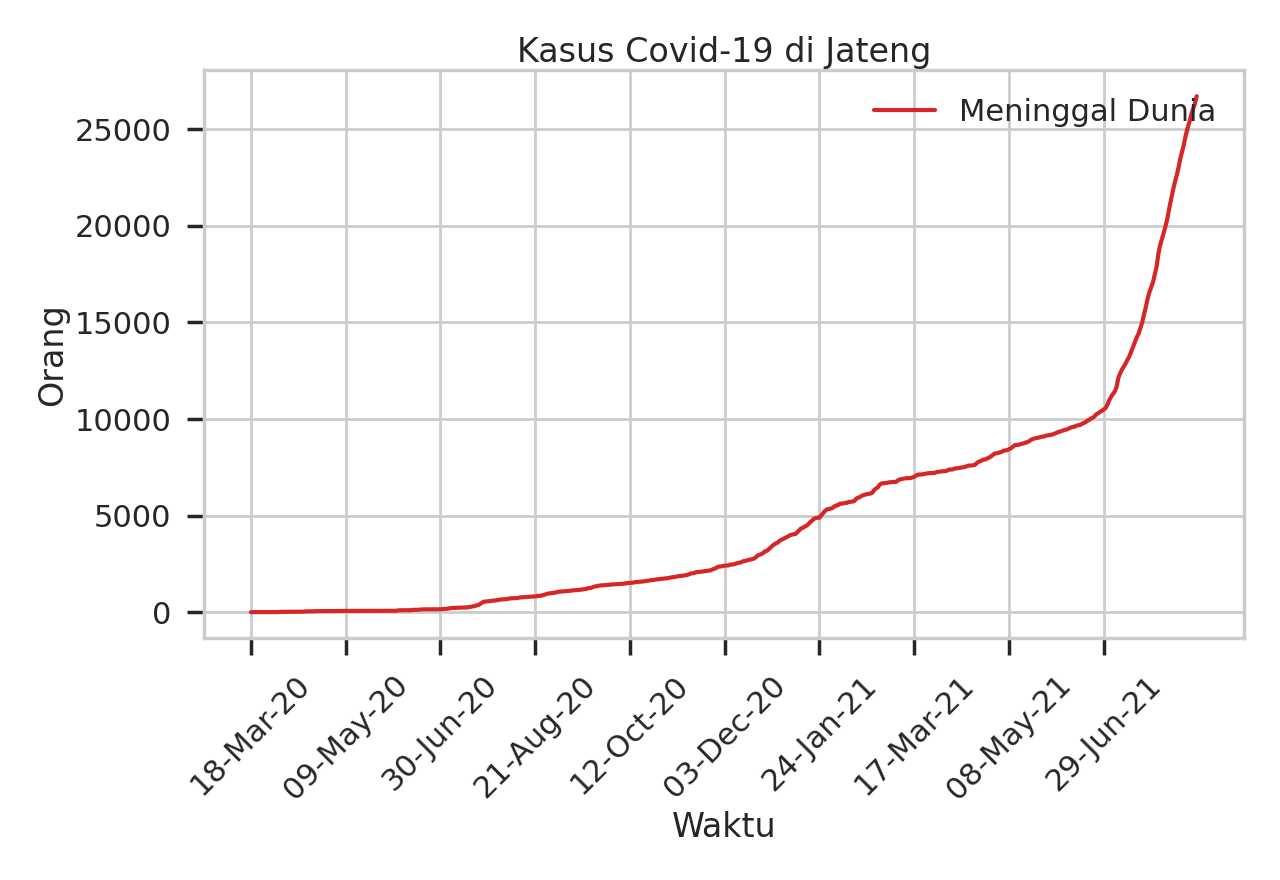 Kasus Covid-19 di Jateng
Meninggal Dunia
Orang
25000
20000
15000
10000
5000
0
18-Mar-20
09-May-20
30-Jun-20
21-Aug-20
12-Oct-20
03-Dec-20
24-Jan-21
17-Mar-21
08-May-21
29-Jun-21
Waktu